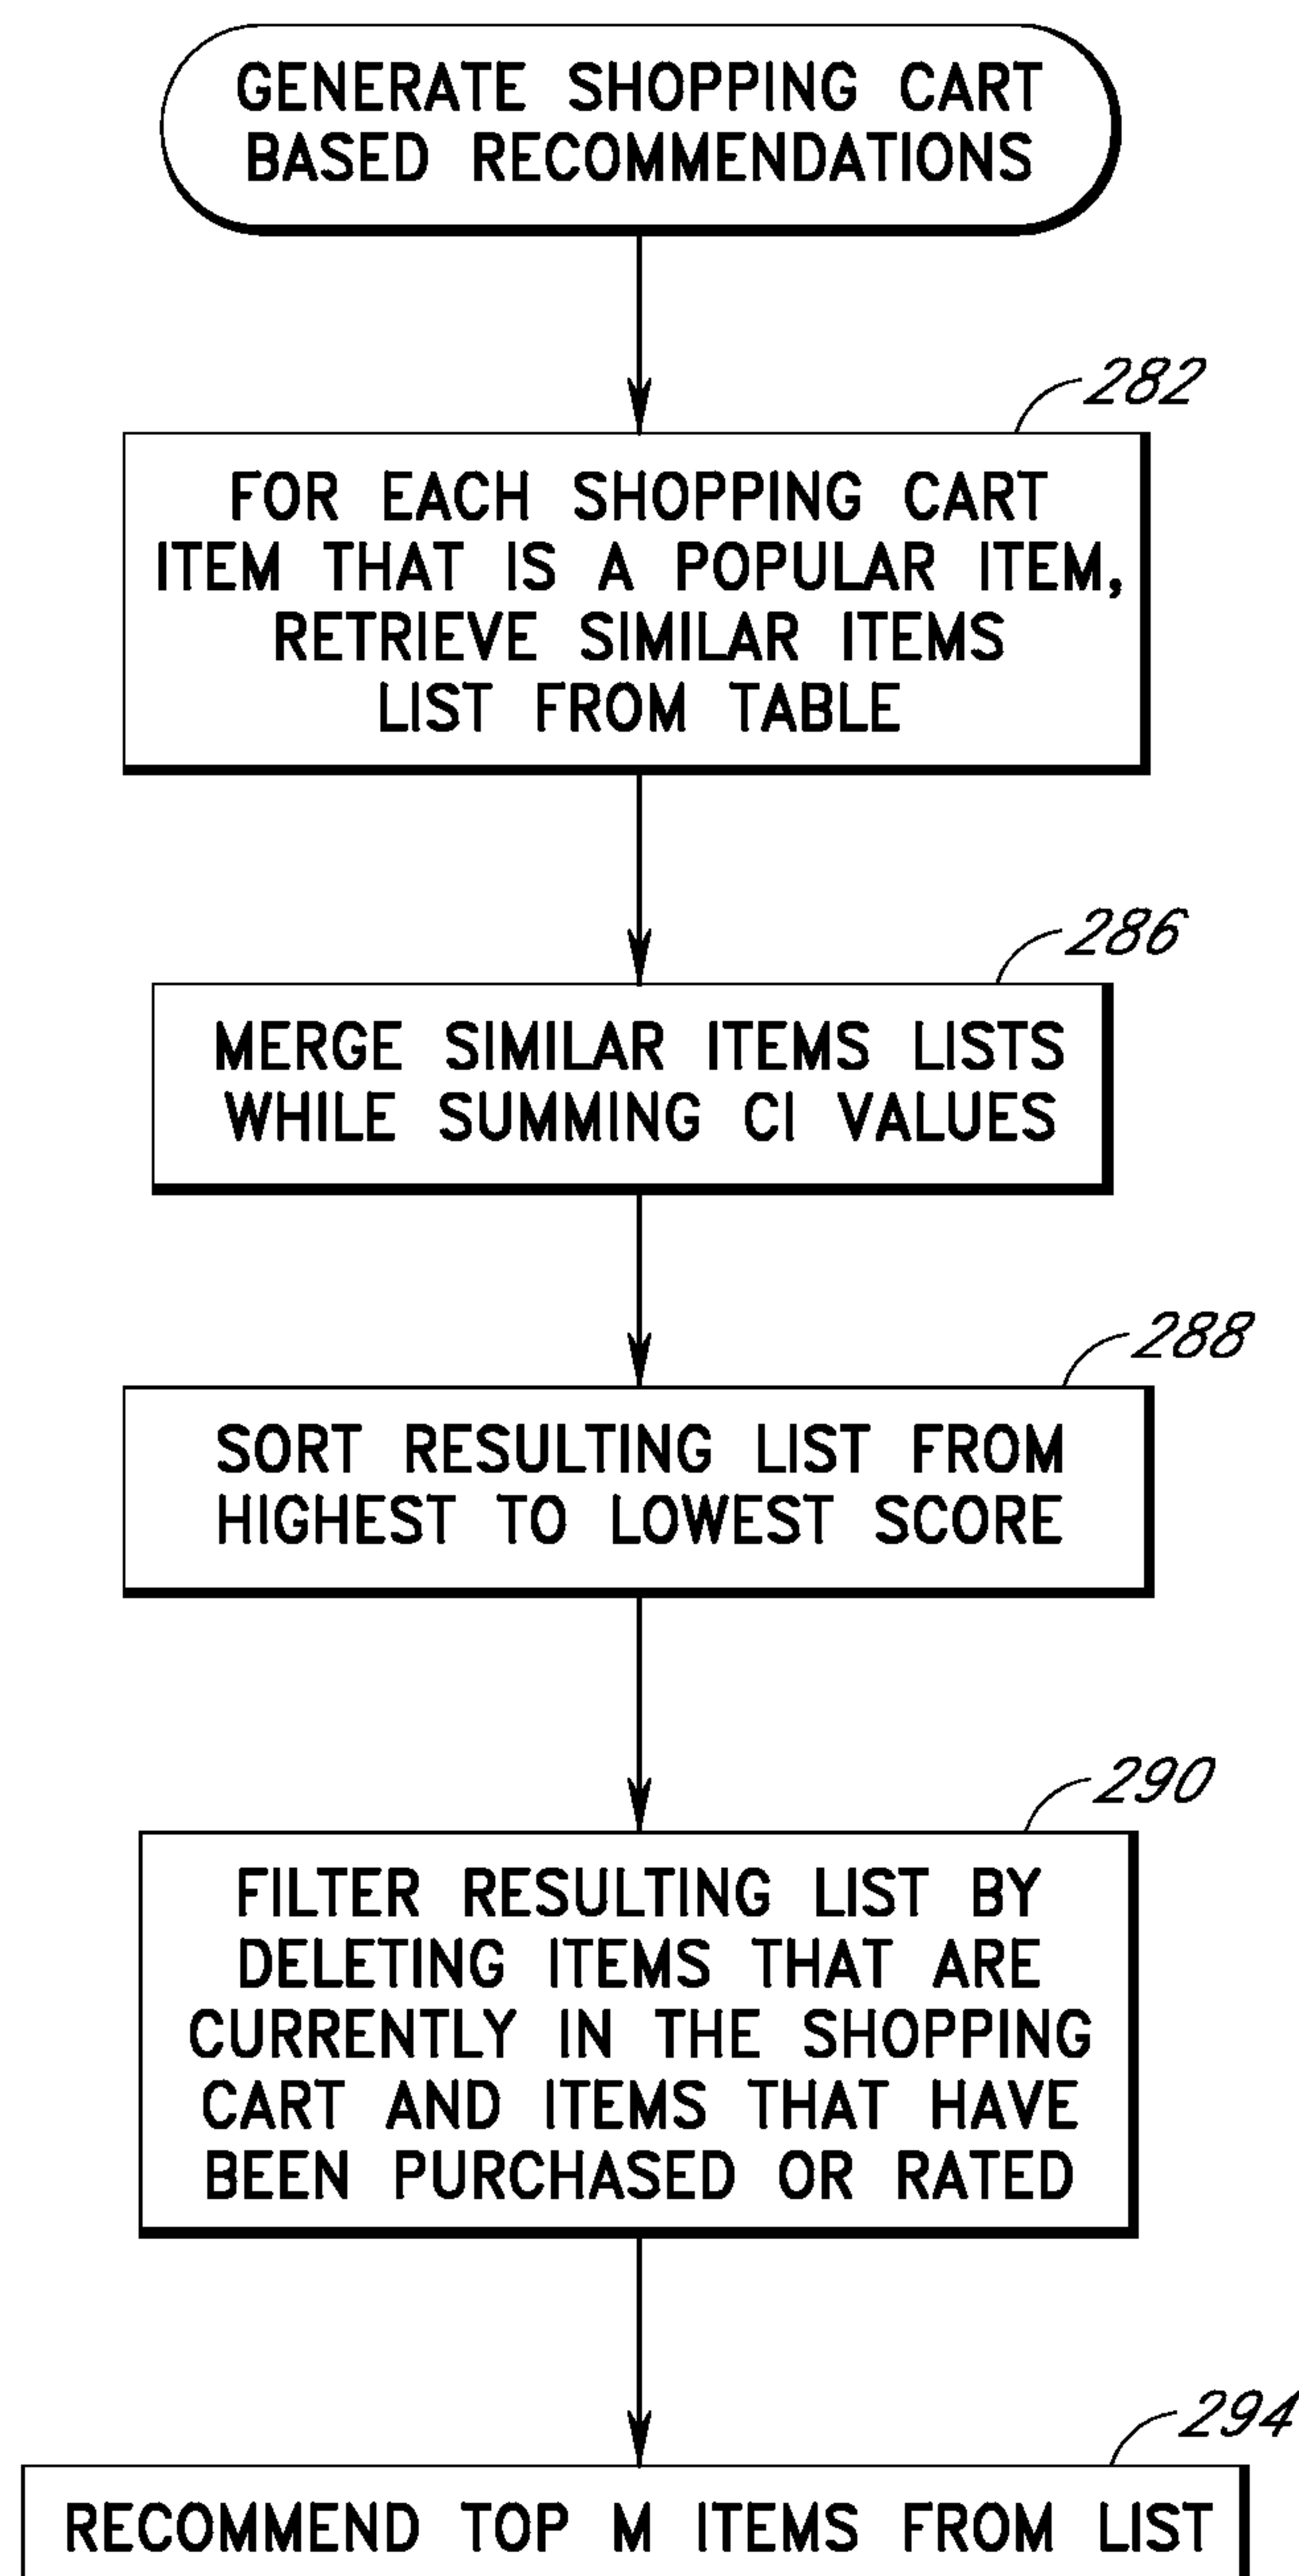 GENERATE SHOPPING CART
BASED RECOMMENDATIONS
282
FOR EACH SHOPPING CART
ITEM THAT IS A POPULAR ITEM,
RETRIEVE SIMILAR ITEMS
LIST FROM TABLE
286
MERGE SIMILAR ITEMS LISTS
WHILE SUMMING CI VALUES
288
SORT RESULTING LIST FROM
HIGHEST TO LOWEST SCORE
290
FILTER RESULTING LIST BY
DELETING ITEMS THAT ARE
CURRENTLY IN THE SHOPPING
CART AND ITEMS THAT HAVE
BEEN PURCHASED OR RATED
294
RECOMMEND TOP M ITEMS FROM LIST